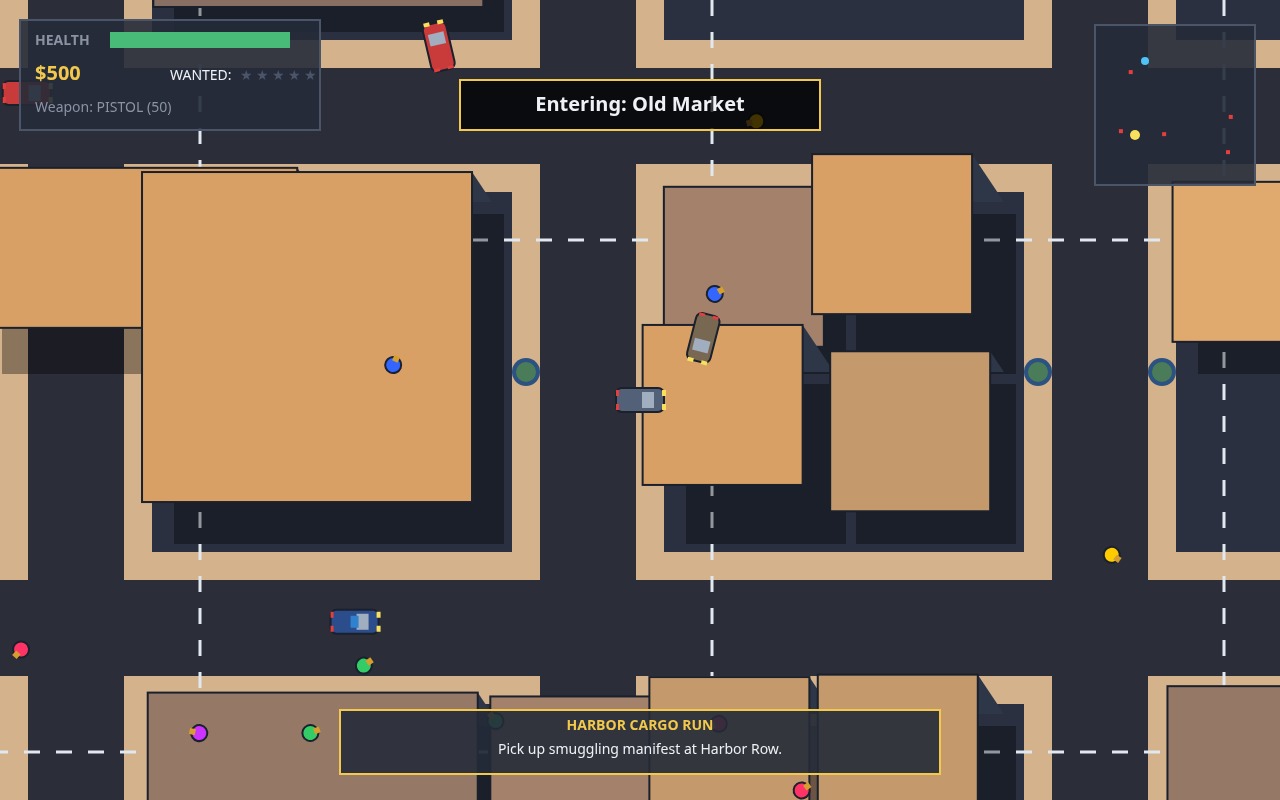 HEALTH
$500
WANTED: ★ ★ ★ ★ ★
Weapon: PISTOL (50)
Entering: Old Market
HARBOR CARGO RUN
Pick up smuggling manifest at Harbor Row.